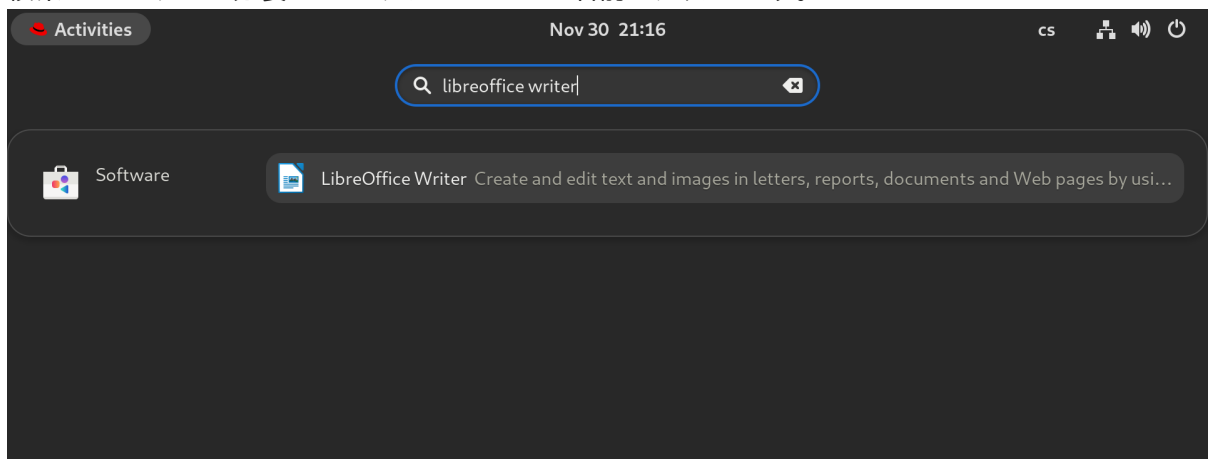 Activities
Nov 30 21:16
cs
libreoffice writer
Software
LibreOffice Writer Create and edit text and images in letters, reports, documents and Web pages by usi…